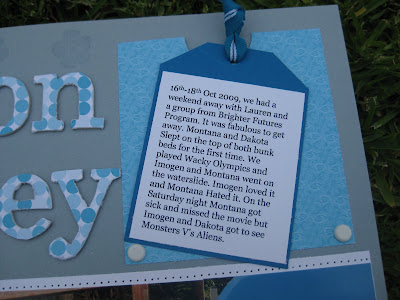 on
ey
16th-18th Oct 2009, we had a
weekend away with Lauren and
a group from Brighter Futures
Program. It was fabulous to get
away. Montana and Dakota
Slept on the top of both bunk
beds for the first time. We
played Wacky Olympics and
Imogen and Montana went on
the waterslide. Imogen loved it
and Montana Hated it. On the
Saturday night Montana got
sick and missed the movie but
Imogen and Dakota got to see
Monsters V's Aliens.